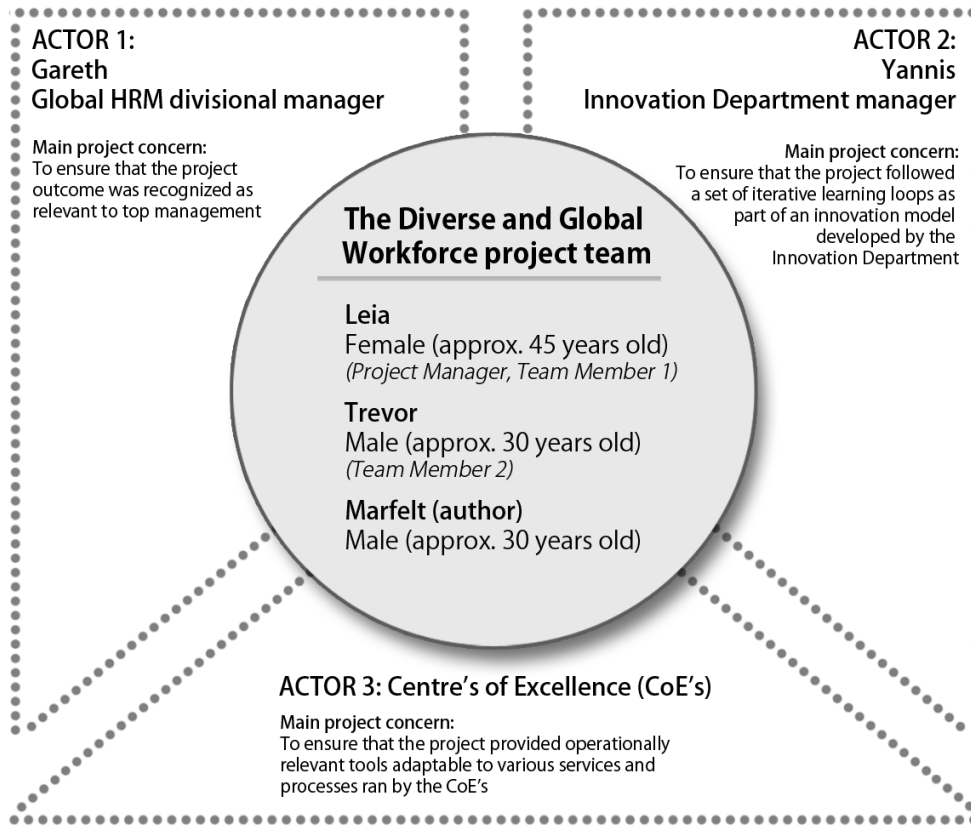 ACTOR 1:
Gareth
Global HRM divisional manager
Main project concern:
To ensure that the project
outcome was recognized as
relevant to top management
ACTOR 2:
Yannis
Innovation Department manager
Main project concern:
To ensure that the project followed
a set of iterative learning loops as
part of an innovation model
developed by the
Innovation Department
The Diverse and Global
Workforce project team
Leia
Female (approx. 45 years old)
(Project Manager, Team Member 1)
Trevor
Male (approx. 30 years old)
(Team Member 2)
Marfelt (author)
Male (approx. 30 years old)
ACTOR 3: Centre's of Excellence (CoE's)
Main project concern:
To ensure that the project provided operationally
relevant tools adaptable to various services and
processes ran by the CoE's